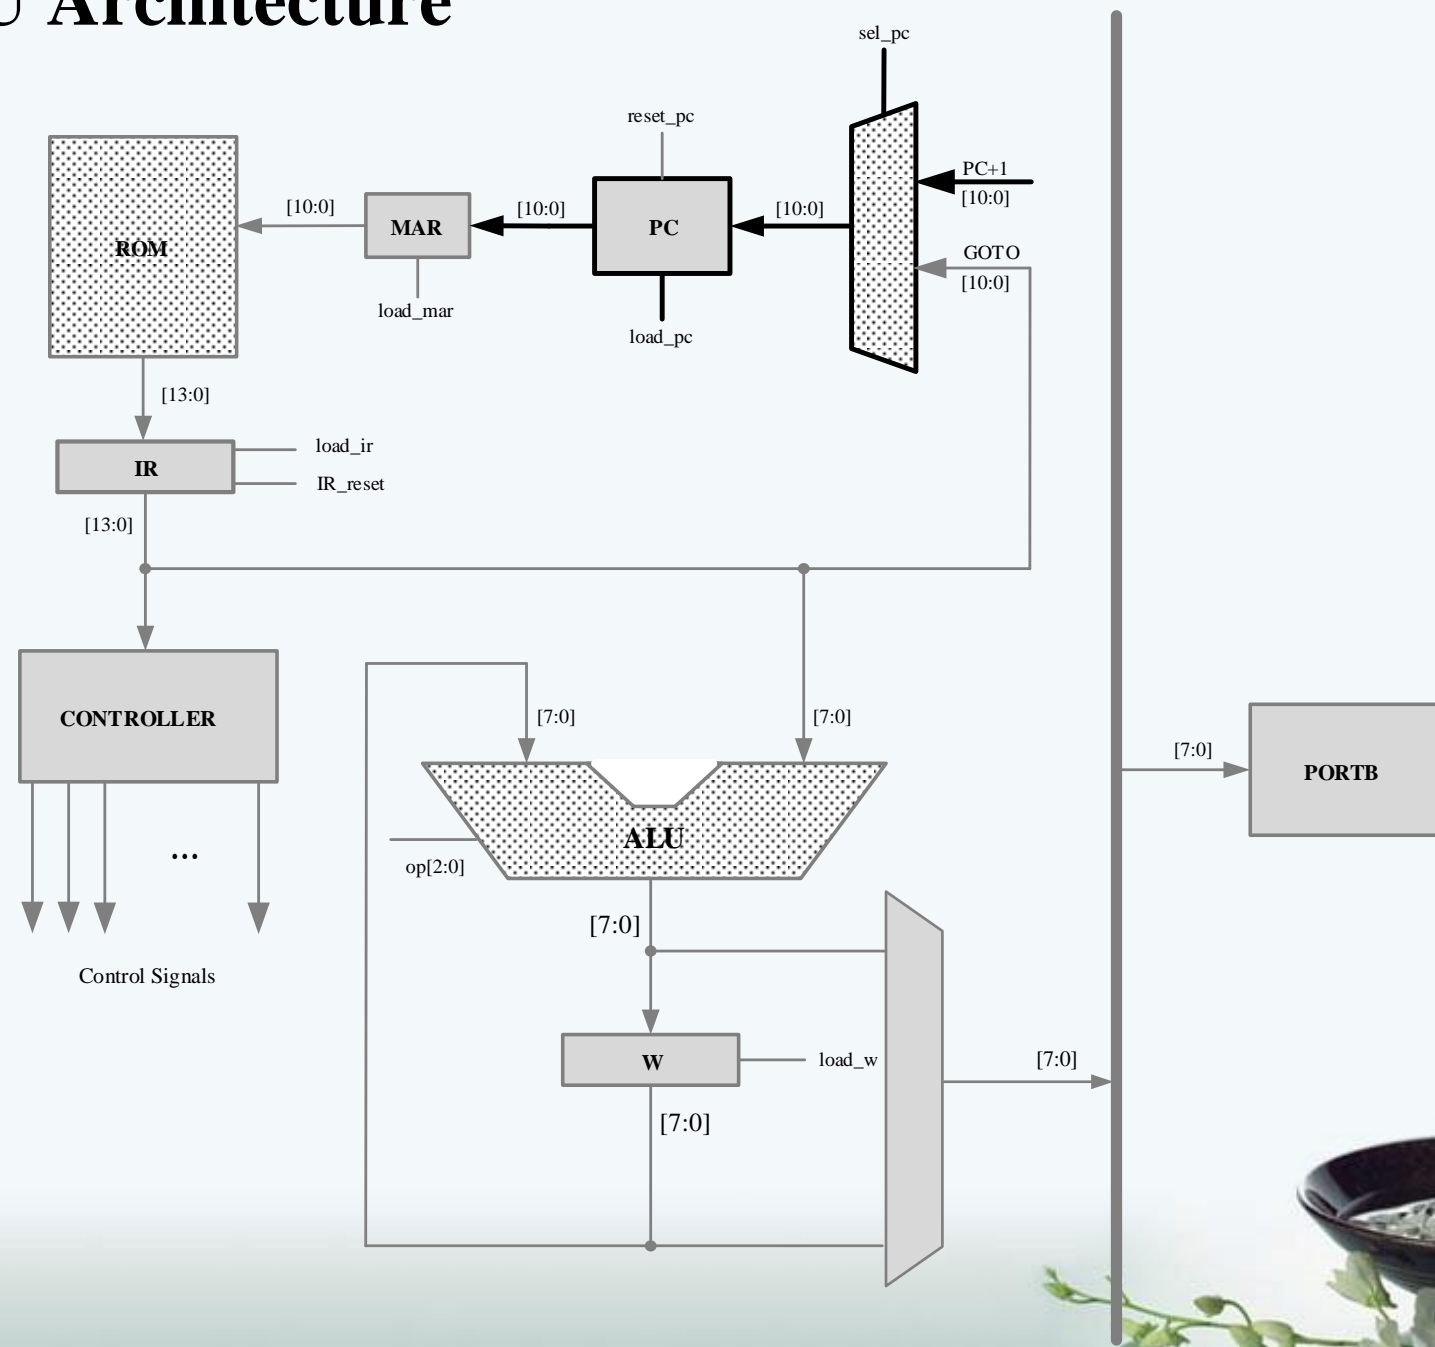 U Architecture
sel_pc
reset_pc
PC+1
[10:0]
[10:0]
[10:0]
[10:0]
ROM
MAR
PC
GOTO
[10:0]
load_mar
load_pc
[13:0]
load_ir
IR
IR_reset
[13:0]
CONTROLLER
[7:0]
[7:0]
[7:0]
PORTB
ALU
...
op[2:0]
[7:0]
Control Signals
W
load_w
[7:0]
[7:0]